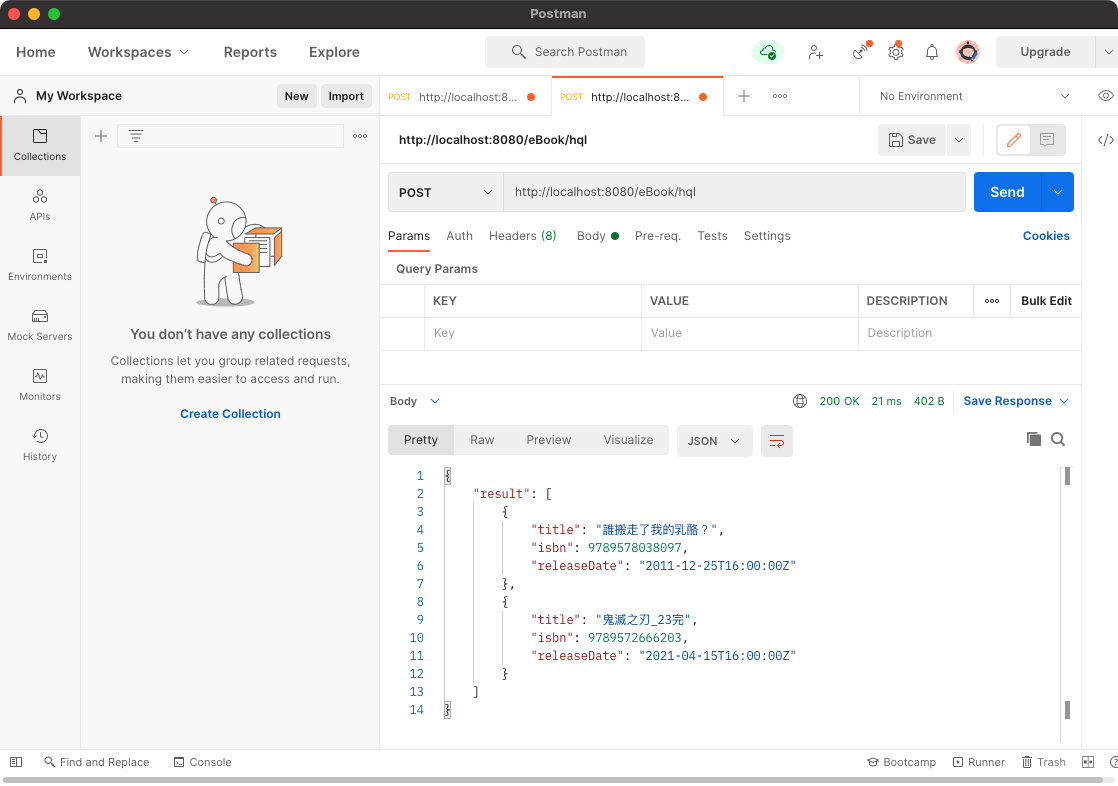 Postman
Home Workspaces Reports Explore Search Postman Upgrade
My Workspace New Import
POST http://localhost:8... POST http://localhost:8... No Environment
Collections
APIs
Environments
Mock Servers
Monitors
History
You don’t have any collections
Collections let you group related requests,
making them easier to access and run.
Create Collection
http://localhost:8080/eBook/hql Save
POST http://localhost:8080/eBook/hql Send
Params Auth Headers (8) Body Pre-req. Tests Settings Cookies
Query Params
KEY VALUE DESCRIPTION Bulk Edit
Key Value Description
Body 200 OK 21 ms 402 B Save Response
Pretty Raw Preview Visualize JSON
1 {
2 "result": [
3 {
4 "title": "誰搬走了我的乳酪？",
5 "isbn": 9789578038097,
6 "releaseDate": "2011-12-25T16:00:00Z"
7 },
8 {
9 "title": "鬼滅之刃_23完",
10 "isbn": 9789572666203,
11 "releaseDate": "2021-04-15T16:00:00Z"
12 }
13 ]
14 }
Find and Replace Console Bootcamp Runner Trash